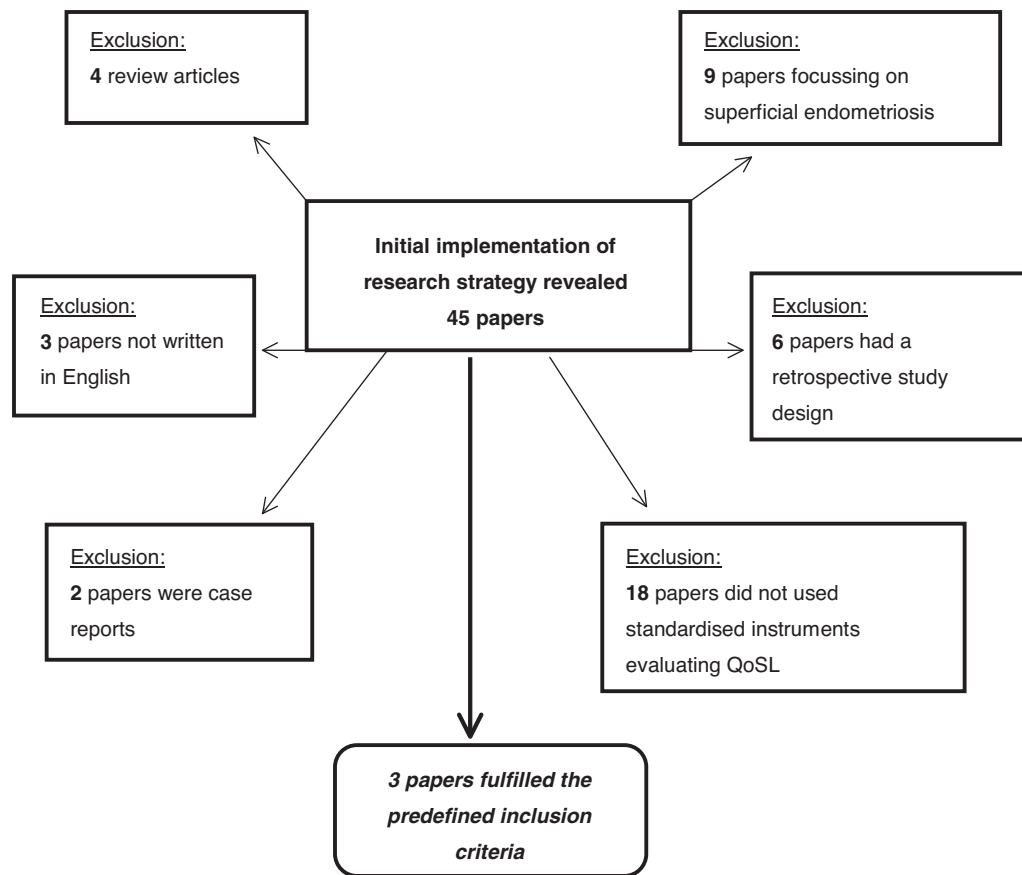 Exclusion:
4 review articles
Exclusion:
9 papers focussing on
superficial endometriosis
Initial implementation of
research strategy revealed
45 papers
Exclusion:
3 papers not written
in English
Exclusion:
6 papers had a
retrospective study
design
Exclusion:
2 papers were case
reports
Exclusion:
18 papers did not used
standardised instruments
evaluating QoSL
3 papers fulfilled the
predefined inclusion
criteria